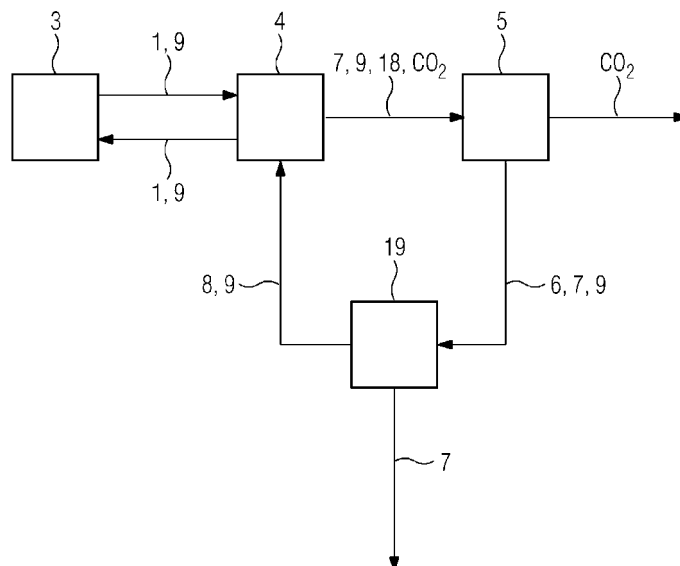 3
1, 9
4
7, 9, 18, CO₂
5
CO₂
1, 9
19
8, 9
6, 7, 9
7